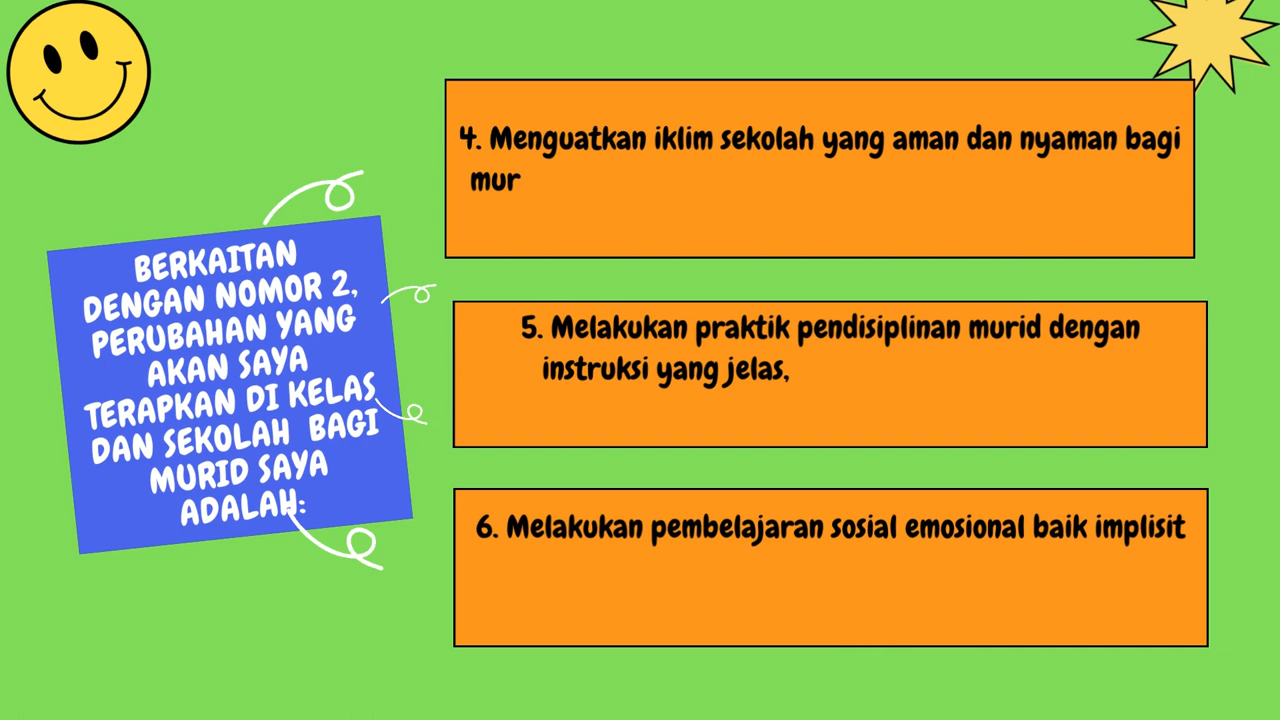 BERKAITAN
DENGAN NOMOR 2,
PERUBAHAN YANG
AKAN SAYA
TERAPKAN DI KELAS
DAN SEKOLAH BAGI
MURID SAYA
ADALAH:
4. Menguatkan iklim sekolah yang aman dan nyaman bagi
mur
5. Melakukan praktik pendisiplinan murid dengan
instruksi yang jelas,
6. Melakukan pembelajaran sosial emosional baik implisit